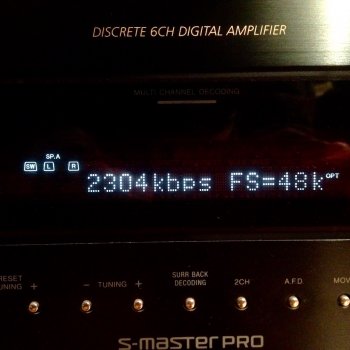 DISCRETE 6CH DIGITAL AMPLIFIER
MULTI CHANNEL DECODING
SP. A
SW L R
2304kbps FS=48k OPT
PRESET TUNING + - TUNING + SURR BACK DECODING 2CH A.F.D. MOV
S-MASTER PRO